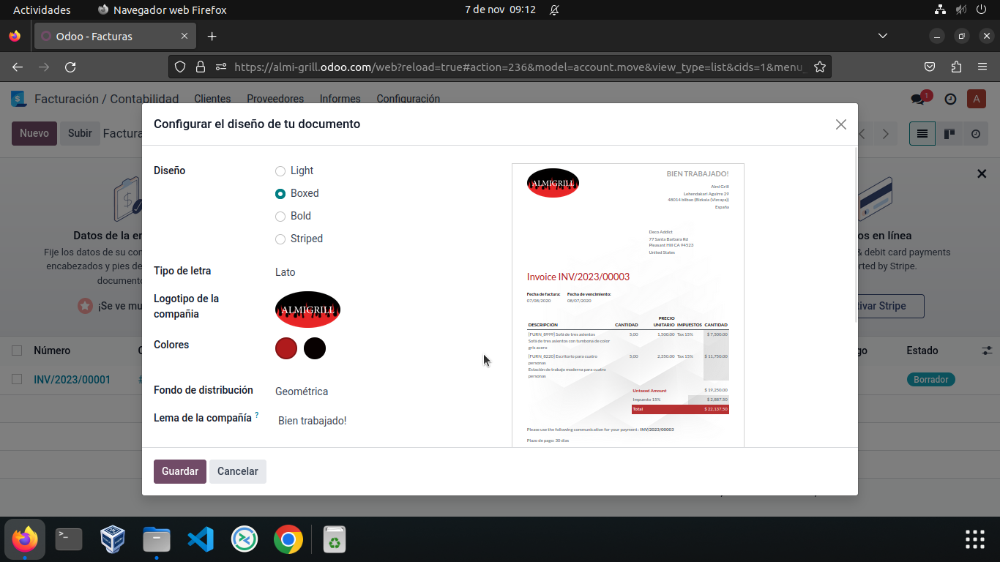 Actividades
Navegador web Firefox
7 de nov 09:12
Odoo - Facturas
https://almi-grill.odoo.com/web?reload=true#action=236&model=account.move&view_type=list&cids=1&menu_
Facturación / Contabilidad
Clientes
Proveedores
Informes
Configuración
1
A
Nuevo
Subir
Factura
Configurar el diseño de tu documento
Diseño
Light
Boxed
Bold
Striped
Tipo de letra
Lato
Logotipo de la
compañía
ALMIGRILL
Colores
Fondo de distribución
Geométrica
Lema de la compañía ?
Bien trabajado!
Guardar
Cancelar
ALMIGRILL
BIEN TRABAJADO!
Almi Grill
Lehendakari Aguirre 29
48014 bilbao (Bizkaia (Vizcaya))
España
Deco Addict
77 Santa Barbara Rd
Pleasant Hill CA 94523
United States
Invoice INV/2023/00003
Fecha de factura:
07/08/2020
Fecha de vencimiento:
08/07/2020
DESCRIPCIÓN CANTIDAD PRECIO UNITARIO IMPUESTOS CANTIDAD
[FURN_8999] Sofá de tres asientos 5,00 1,500.00 Tax 15% $ 7,500.00
Sofá de tres asientos con tumbona de color
gris acero
[FURN_8220] Escritorio para cuatro 5,00 2,350.00 Tax 15% $ 11,750.00
personas
Estación de trabajo moderna para cuatro
personas
Untaxed Amount $ 19,250.00
Impuesto 15% $ 2,887.50
Total $ 22,137.50
Please use the following communication for your payment : INV/2023/00003
Plazo de pago: 30 días
Datos de la em
Fije los datos de su com
encabezados y pies de
documento
¡Se ve mu
os en línea
& debit card payments
rted by Stripe.
ivar Stripe
Número
go
Estado
INV/2023/00001
Borrador